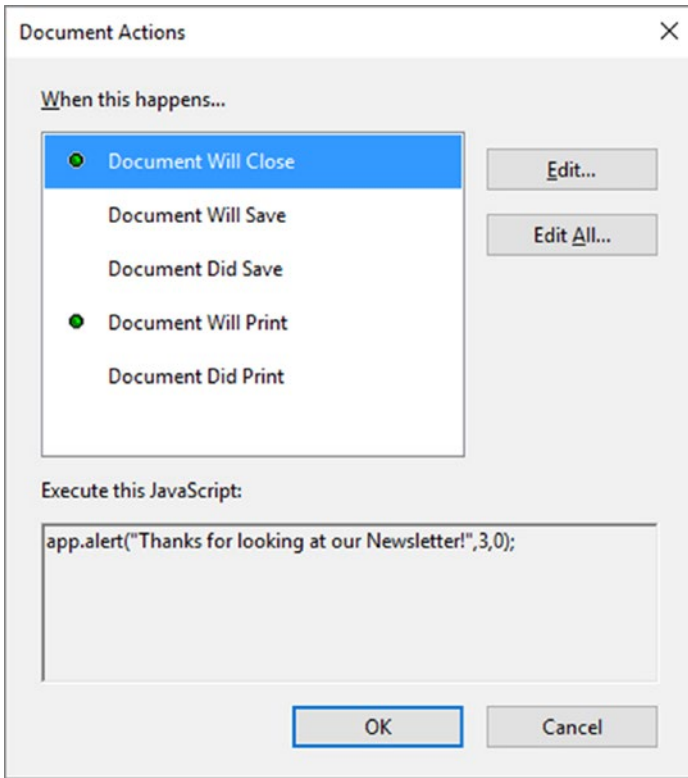 Document Actions
When this happens...
Document Will Close
Edit...
Document Will Save
Edit All...
Document Did Save
Document Will Print
Document Did Print
Execute this JavaScript:
app.alert("Thanks for looking at our Newsletter!",3,0);
OK
Cancel